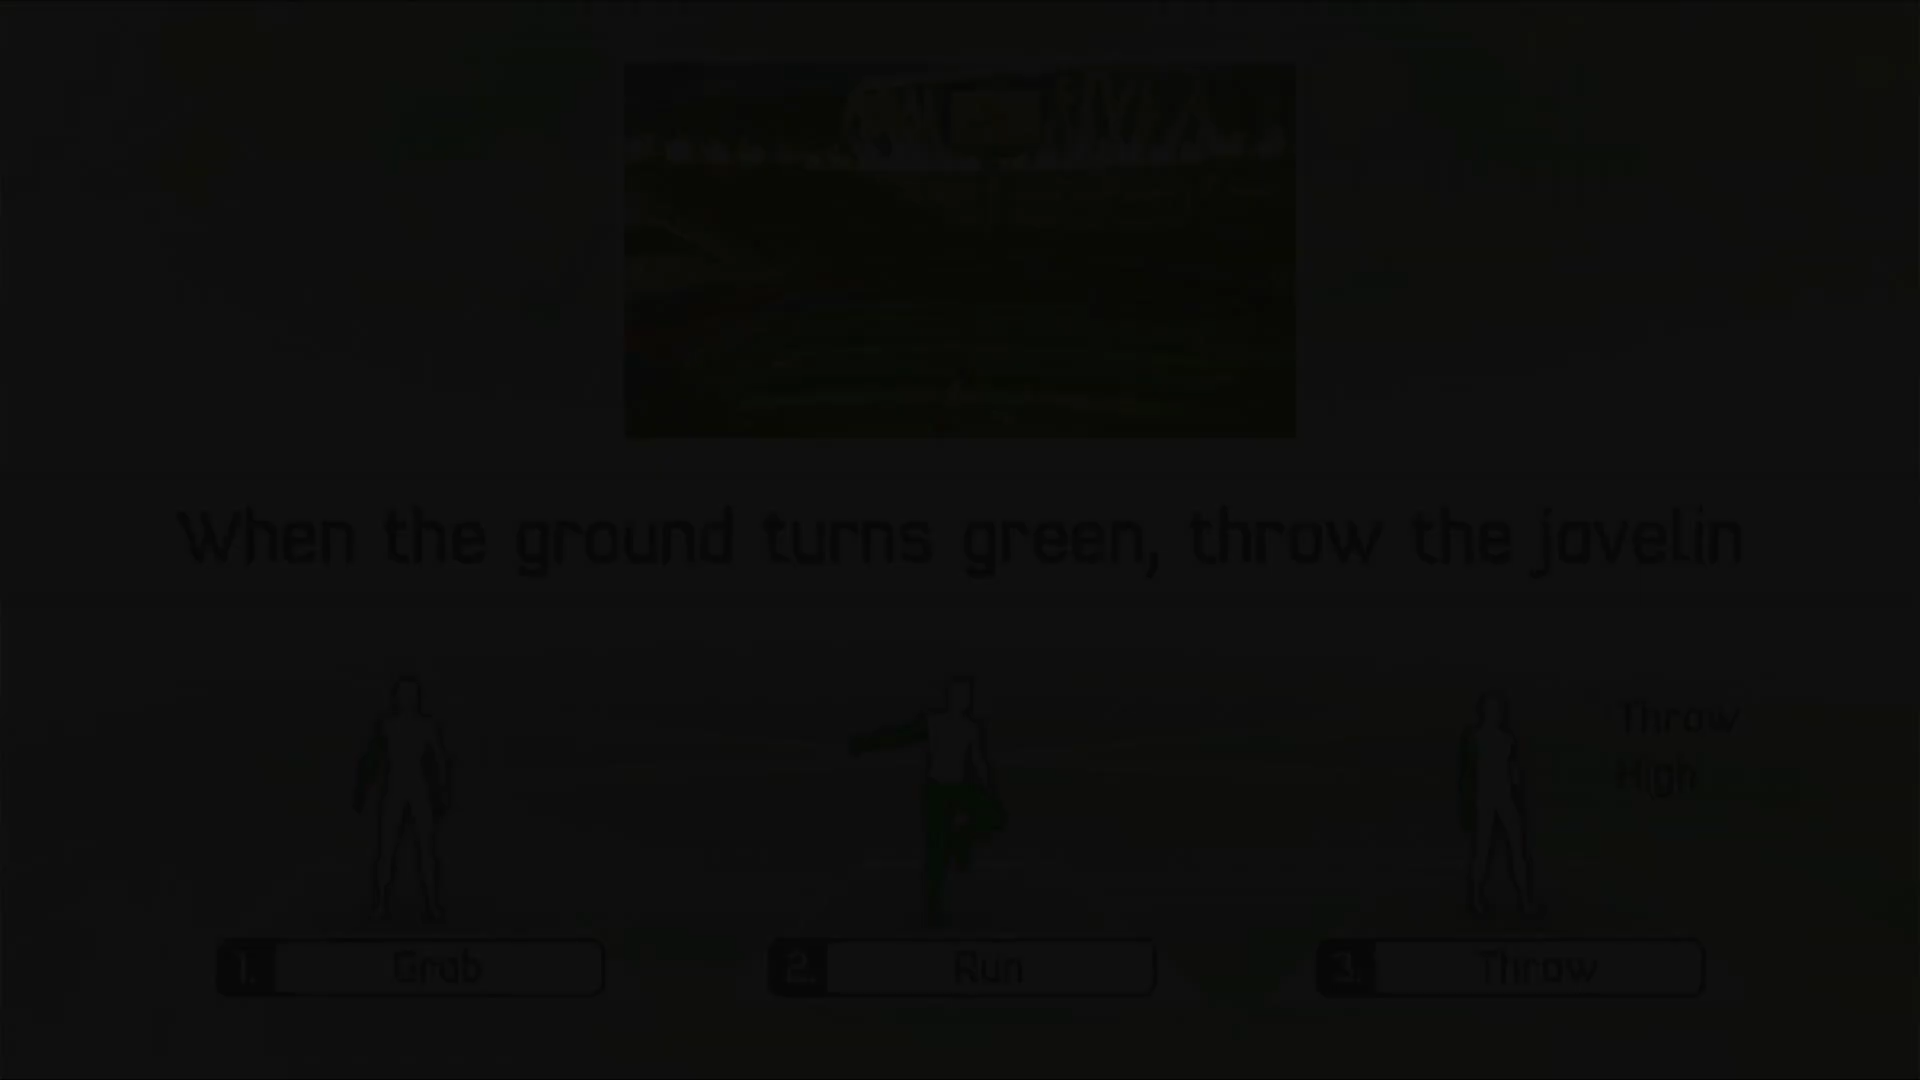 When the ground turns green, throw the javelin
Throw
High
1. Grab
2. Run
3. Throw